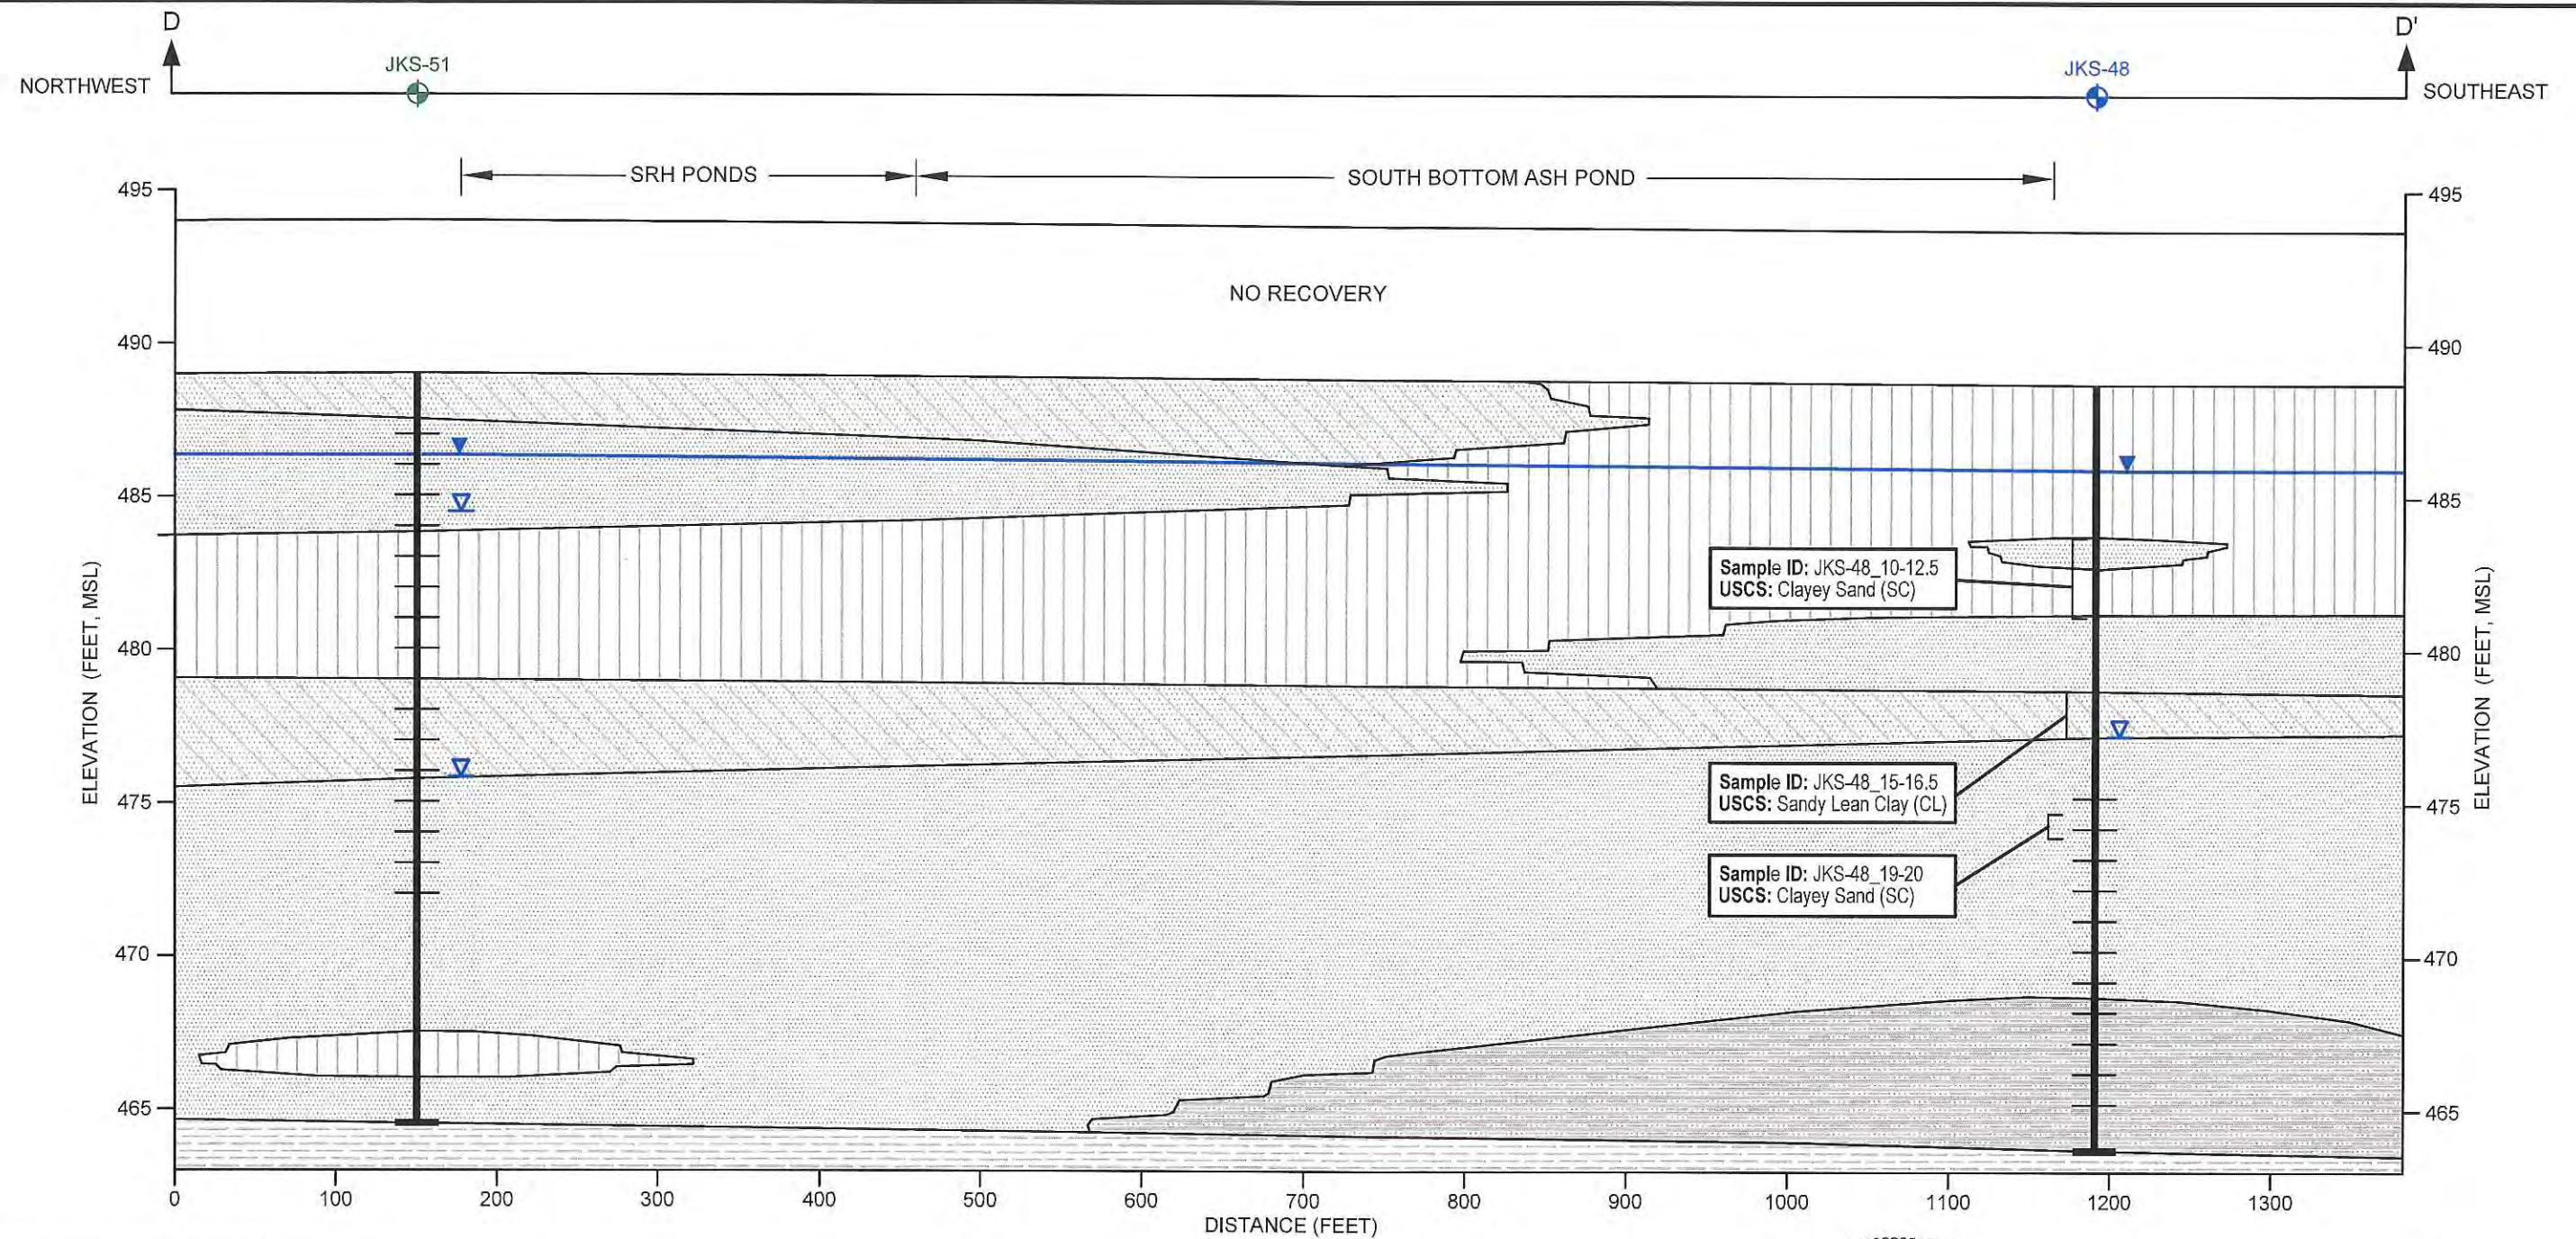 D
D'
JKS-51
JKS-48
NORTHWEST
SOUTHEAST
SRH PONDS
SOUTH BOTTOM ASH POND
495
495
NO RECOVERY
490
490
485
485
Sample ID: JKS-48_10-12.5
USCS: Clayey Sand (SC)
ELEVATION (FEET, MSL)
ELEVATION (FEET, MSL)
480
480
Sample ID: JKS-48_15-16.5
USCS: Sandy Lean Clay (CL)
475
475
Sample ID: JKS-48_19-20
USCS: Clayey Sand (SC)
470
470
465
465
0 100 200 300 400 500 600 700 800 900 1000 1100 1200 1300
DISTANCE (FEET)